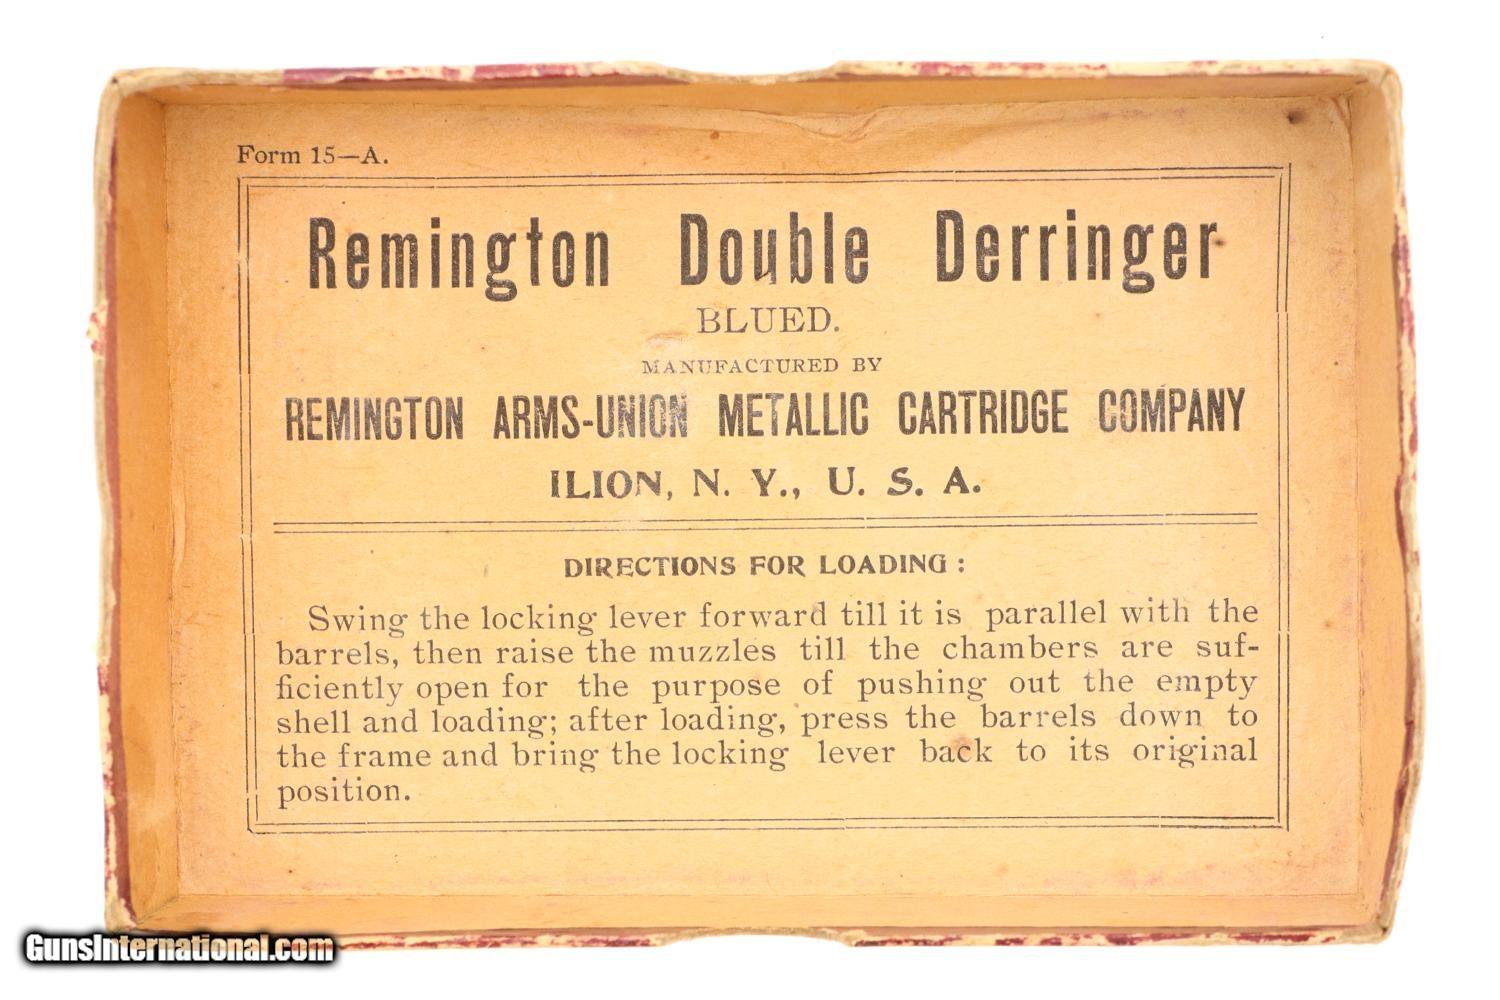 Form 15—A.
Remington Double Derringer
BLUED.
MANUFACTURED BY
REMINGTON ARMS-UNION METALLIC CARTRIDGE COMPANY
ILION, N. Y., U. S. A.
DIRECTIONS FOR LOADING :
Swing the locking lever forward till it is parallel with the
barrels, then raise the muzzles till the chambers are suf-
ficiently open for the purpose of pushing out the empty
shell and loading; after loading, press the barrels down to
the frame and bring the locking lever back to its original
position.
GunsInternational.com